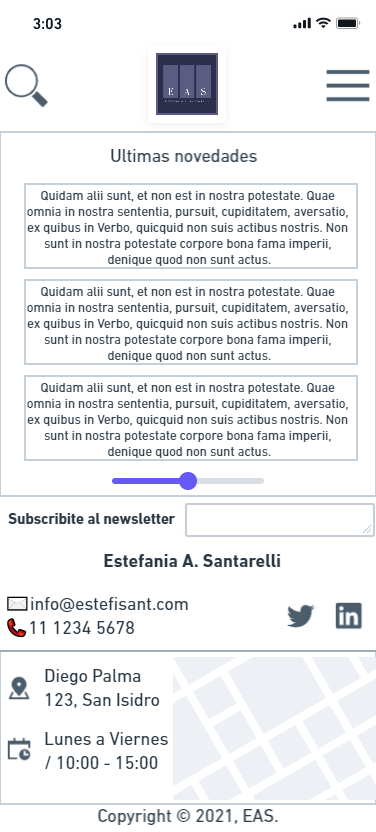 3:03
E A S
Ultimas novedades
Quidam alii sunt, et non est in nostra potestate. Quae
omnia in nostra sententia, pursuit, cupiditatem, aversatio,
ex quibus in Verbo, quicquid non suis actibus nostris. Non
sunt in nostra potestate corpore bona fama imperii,
denique quod non sunt actus.
Quidam alii sunt, et non est in nostra potestate. Quae
omnia in nostra sententia, pursuit, cupiditatem, aversatio,
ex quibus in Verbo, quicquid non suis actibus nostris. Non
sunt in nostra potestate corpore bona fama imperii,
denique quod non sunt actus.
Quidam alii sunt, et non est in nostra potestate. Quae
omnia in nostra sententia, pursuit, cupiditatem, aversatio,
ex quibus in Verbo, quicquid non suis actibus nostris. Non
sunt in nostra potestate corpore bona fama imperii,
denique quod non sunt actus.
Subscribite al newsletter
Estefania A. Santarelli
info@estefisant.com
11 1234 5678
in
Diego Palma
123, San Isidro
Lunes a Viernes
/ 10:00 - 15:00
Copyright © 2021, EAS.